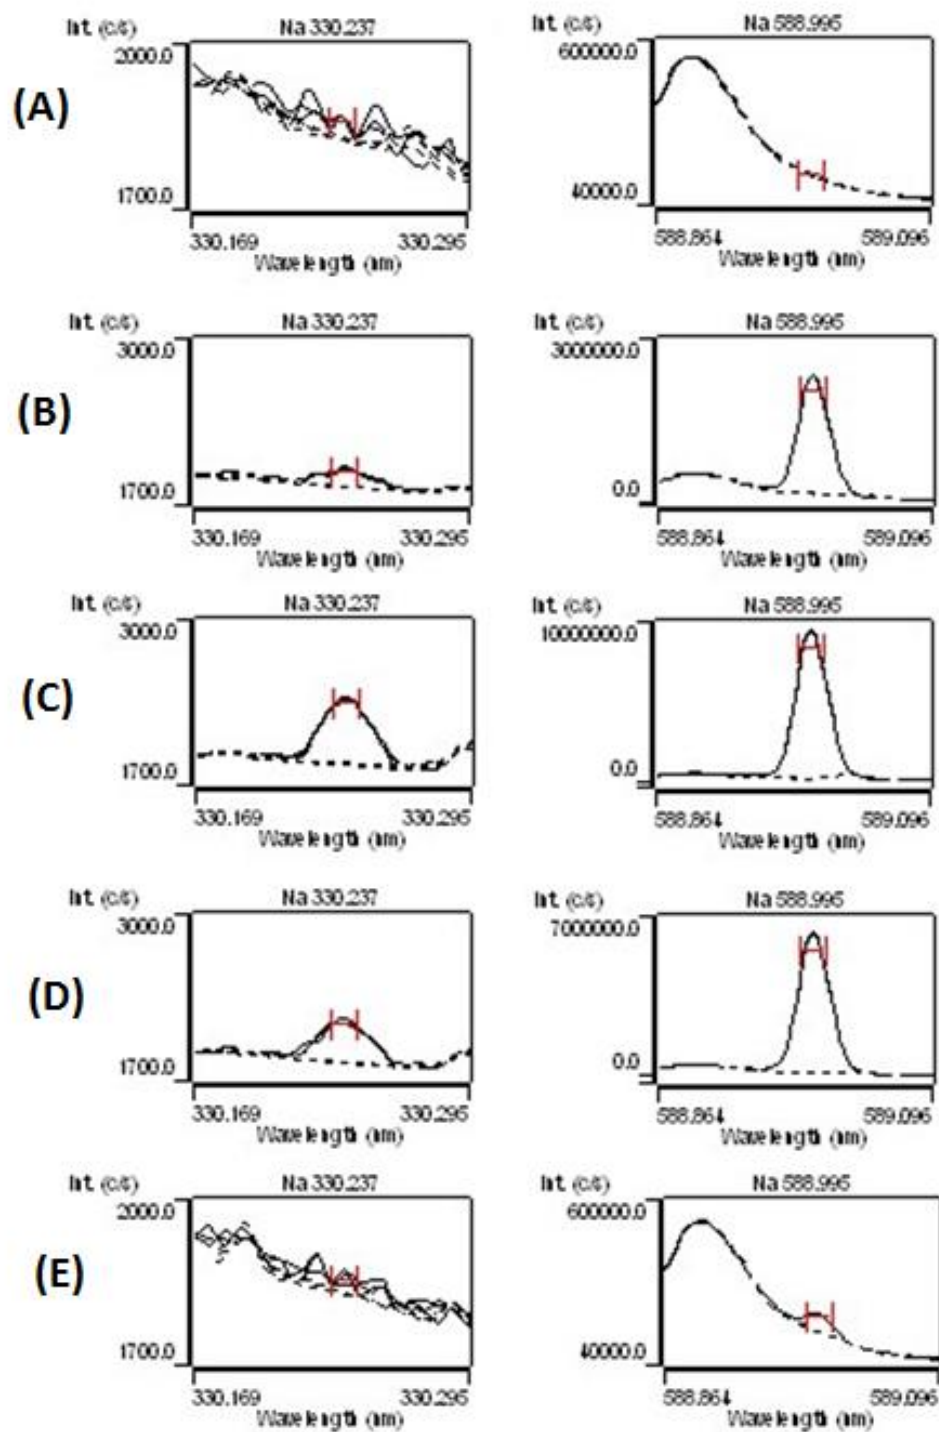 Int. (c/s) Na 330.237 Int. (c/s) Na 588.995
2000.0 600000.0
(A)
1700.0 40000.0
330.169 330.295 588.864 589.096
Wavelength (nm) Wavelength (nm)
Int. (c/s) Na 330.237 Int. (c/s) Na 588.995
3000.0 3000000.0
(B)
1700.0 0.0
330.169 330.295 588.864 589.096
Wavelength (nm) Wavelength (nm)
Int. (c/s) Na 330.237 Int. (c/s) Na 588.995
3000.0 10000000.0
(C)
1700.0 0.0
330.169 330.295 588.864 589.096
Wavelength (nm) Wavelength (nm)
Int. (c/s) Na 330.237 Int. (c/s) Na 588.995
3000.0 7000000.0
(D)
1700.0 0.0
330.169 330.295 588.864 589.096
Wavelength (nm) Wavelength (nm)
Int. (c/s) Na 330.237 Int. (c/s) Na 588.995
2000.0 600000.0
(E)
1700.0 40000.0
330.169 330.295 588.864 589.096
Wavelength (nm) Wavelength (nm)